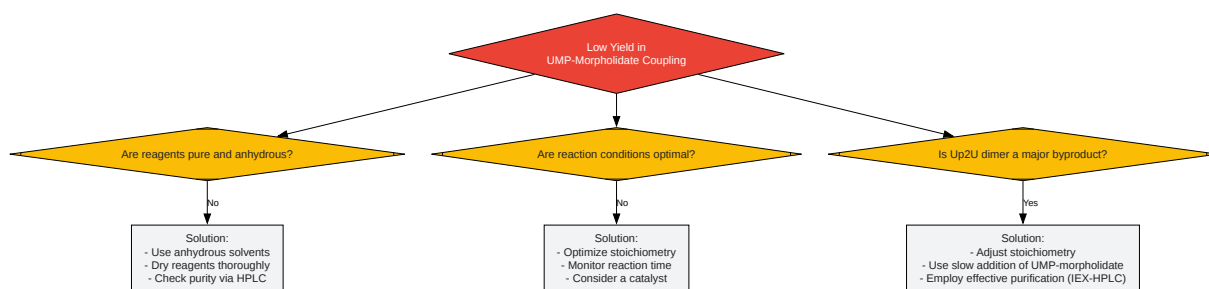 Low Yield in
UMP-Morpholidate Coupling
Are reagents pure and anhydrous?
Are reaction conditions optimal?
Is Up2U dimer a major byproduct?
No
No
Yes
Solution:
- Use anhydrous solvents
- Dry reagents thoroughly
- Check purity via HPLC
Solution:
- Optimize stoichiometry
- Monitor reaction time
- Consider a catalyst
Solution:
- Adjust stoichiometry
- Use slow addition of UMP-morpholidate
- Employ effective purification (IEX-HPLC)